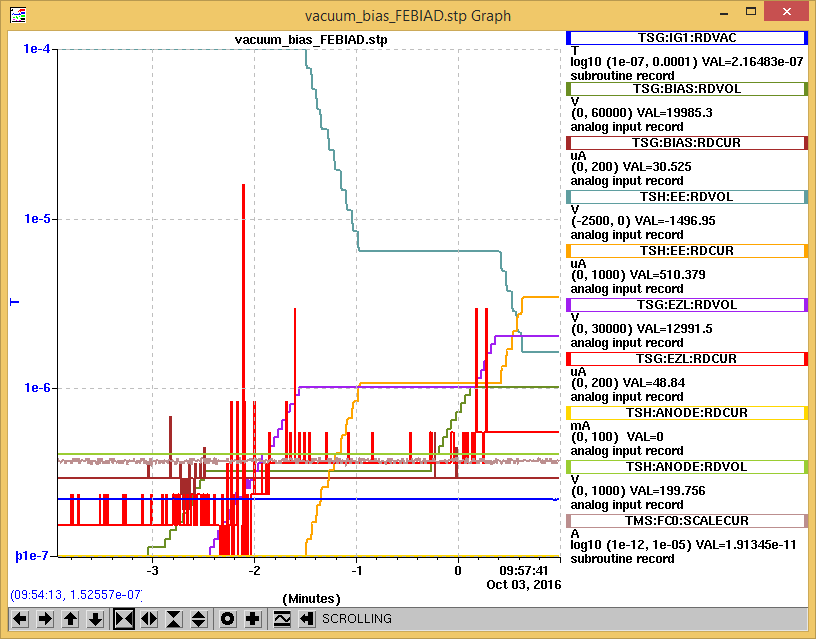 vacuum_bias_FEBIAD.stp Graph
vacuum_bias_FEBIAD.stp
1e-4
1e-5
T
1e-6
1e-7
-3
-2
-1
0
09:57:41
Oct 03, 2016
(09:54:13, 1.52557e-07)
(Minutes)
TSG:IG1:RDVAC
T
log10 (1e-07, 0.0001) VAL=2.16483e-07
subroutine record
TSG:BIAS:RDVOL
V
(0, 60000) VAL=19985.3
analog input record
TSG:BIAS:RDCUR
uA
(0, 200) VAL=30.525
analog input record
TSH:EE:RDVOL
V
(-2500, 0) VAL=-1496.95
analog input record
TSH:EE:RDCUR
uA
(0, 1000) VAL=510.379
analog input record
TSG:EZL:RDVOL
V
(0, 30000) VAL=12991.5
analog input record
TSG:EZL:RDCUR
uA
(0, 200) VAL=48.84
analog input record
TSH:ANODE:RDCUR
mA
(0, 100) VAL=0
analog input record
TSH:ANODE:RDVOL
V
(0, 1000) VAL=199.756
analog input record
TMS:FC0:SCALECUR
A
log10 (1e-12, 1e-05) VAL=1.91345e-11
subroutine record
SCROLLING